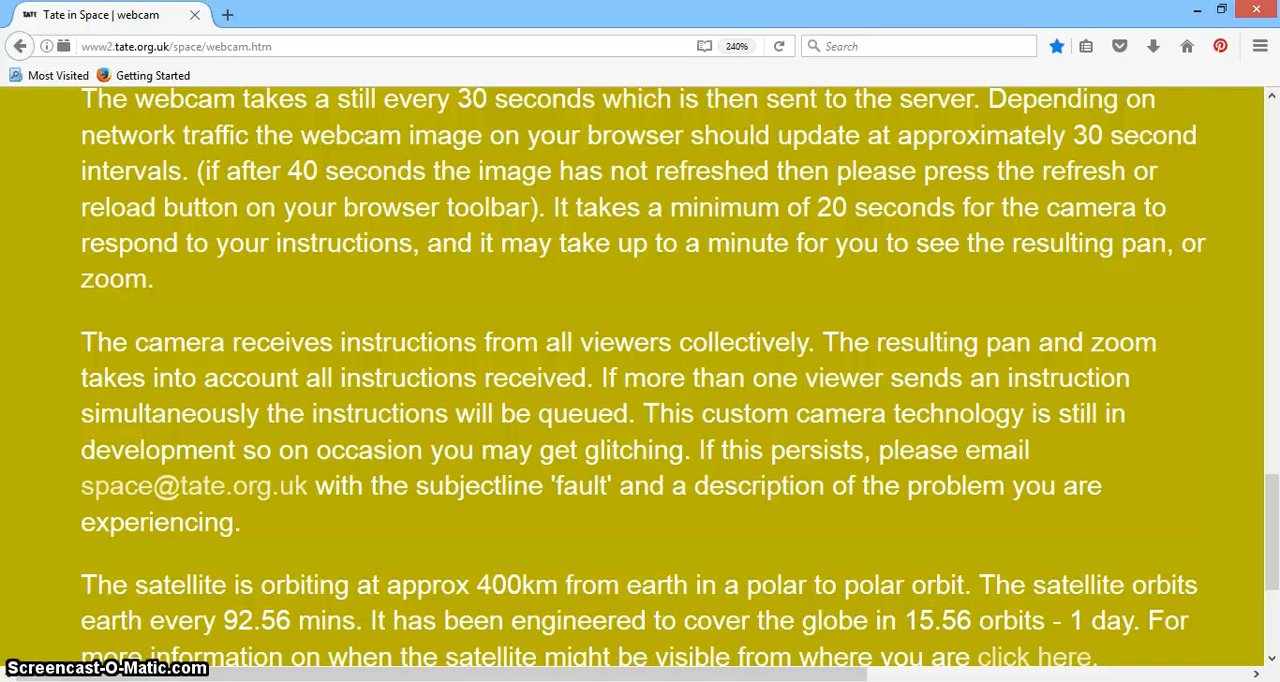 TATE Tate in Space | webcam
www2.tate.org.uk/space/webcam.htm 240% Search
Most Visited Getting Started
The webcam takes a still every 30 seconds which is then sent to the server. Depending on
network traffic the webcam image on your browser should update at approximately 30 second
intervals. (if after 40 seconds the image has not refreshed then please press the refresh or
reload button on your browser toolbar). It takes a minimum of 20 seconds for the camera to
respond to your instructions, and it may take up to a minute for you to see the resulting pan, or
zoom.
The camera receives instructions from all viewers collectively. The resulting pan and zoom
takes into account all instructions received. If more than one viewer sends an instruction
simultaneously the instructions will be queued. This custom camera technology is still in
development so on occasion you may get glitching. If this persists, please email
space@tate.org.uk with the subjectline 'fault' and a description of the problem you are
experiencing.
The satellite is orbiting at approx 400km from earth in a polar to polar orbit. The satellite orbits
earth every 92.56 mins. It has been engineered to cover the globe in 15.56 orbits - 1 day. For
more information on when the satellite might be visible from where you are click here.
Screencast-O-Matic.com